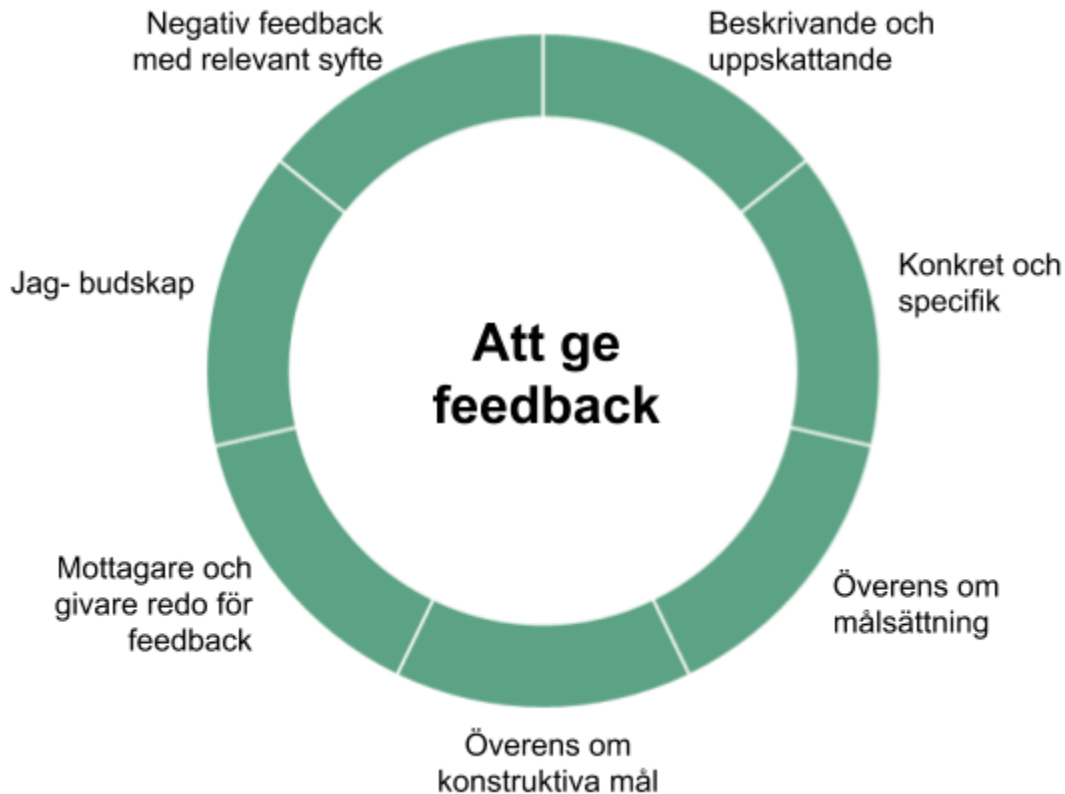 Att ge
feedback
Beskrivande och
uppskattande
Konkret och
specifik
Överens om
målsättning
Överens om
konstruktiva mål
Mottagare och
givare redo för
feedback
Jag- budskap
Negativ feedback
med relevant syfte